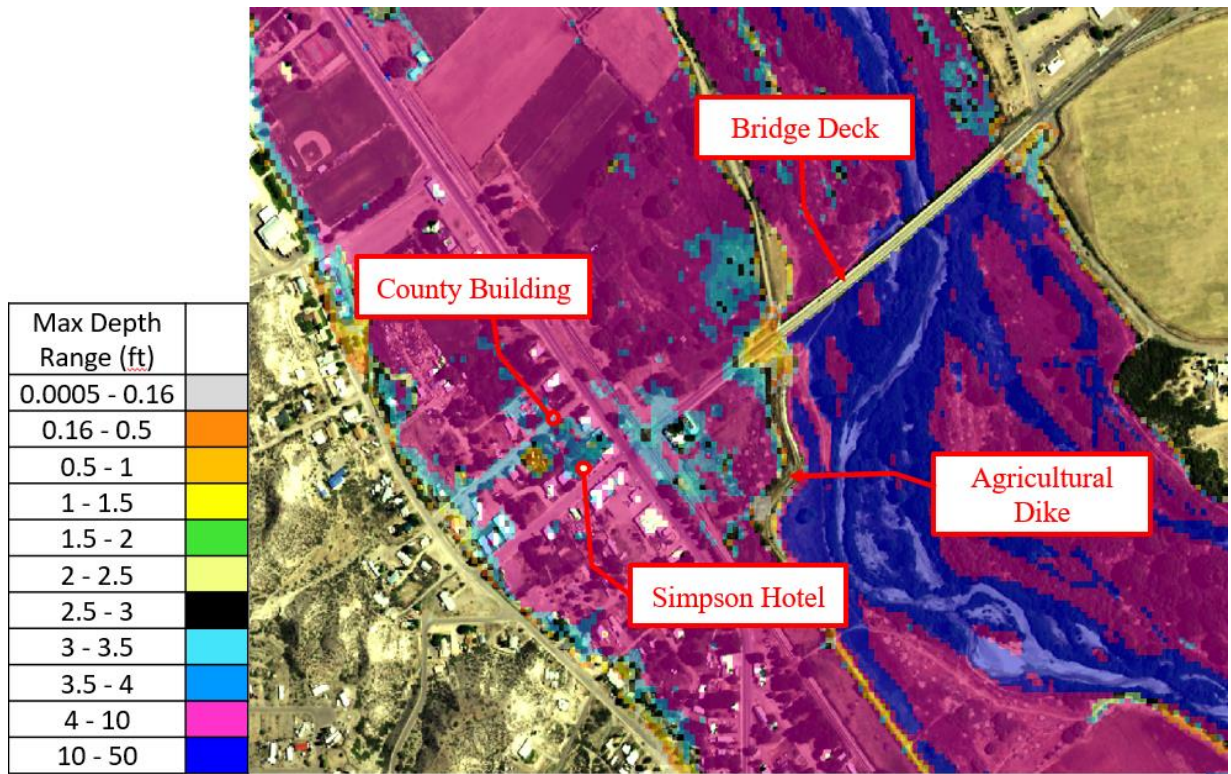 Bridge Deck
County Building
Max Depth
Range (ft)
0.0005 - 0.16
0.16 - 0.5
0.5 - 1
1 - 1.5
1.5 - 2
2 - 2.5
2.5 - 3
3 - 3.5
3.5 - 4
4 - 10
10 - 50
Agricultural
Dike
Simpson Hotel